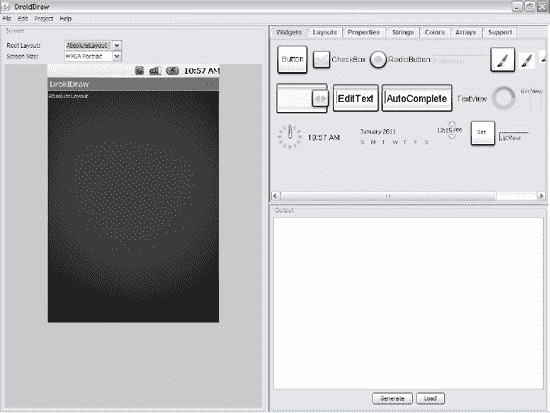 DroidDraw
File Edit Project Help
Screen
Root Layout: AbsoluteLayout
Screen Size: HVGA Portrait
10:57 AM
DroidDraw
AbsoluteLayout
Widgets Layouts Properties Strings Colors Arrays Support
Button CheckBox RadioButton
EditText AutoComplete TextView GridView
10:57 AM January 2011 12:15 PM Set ListView
S M T W T F S
Output
Generate Load